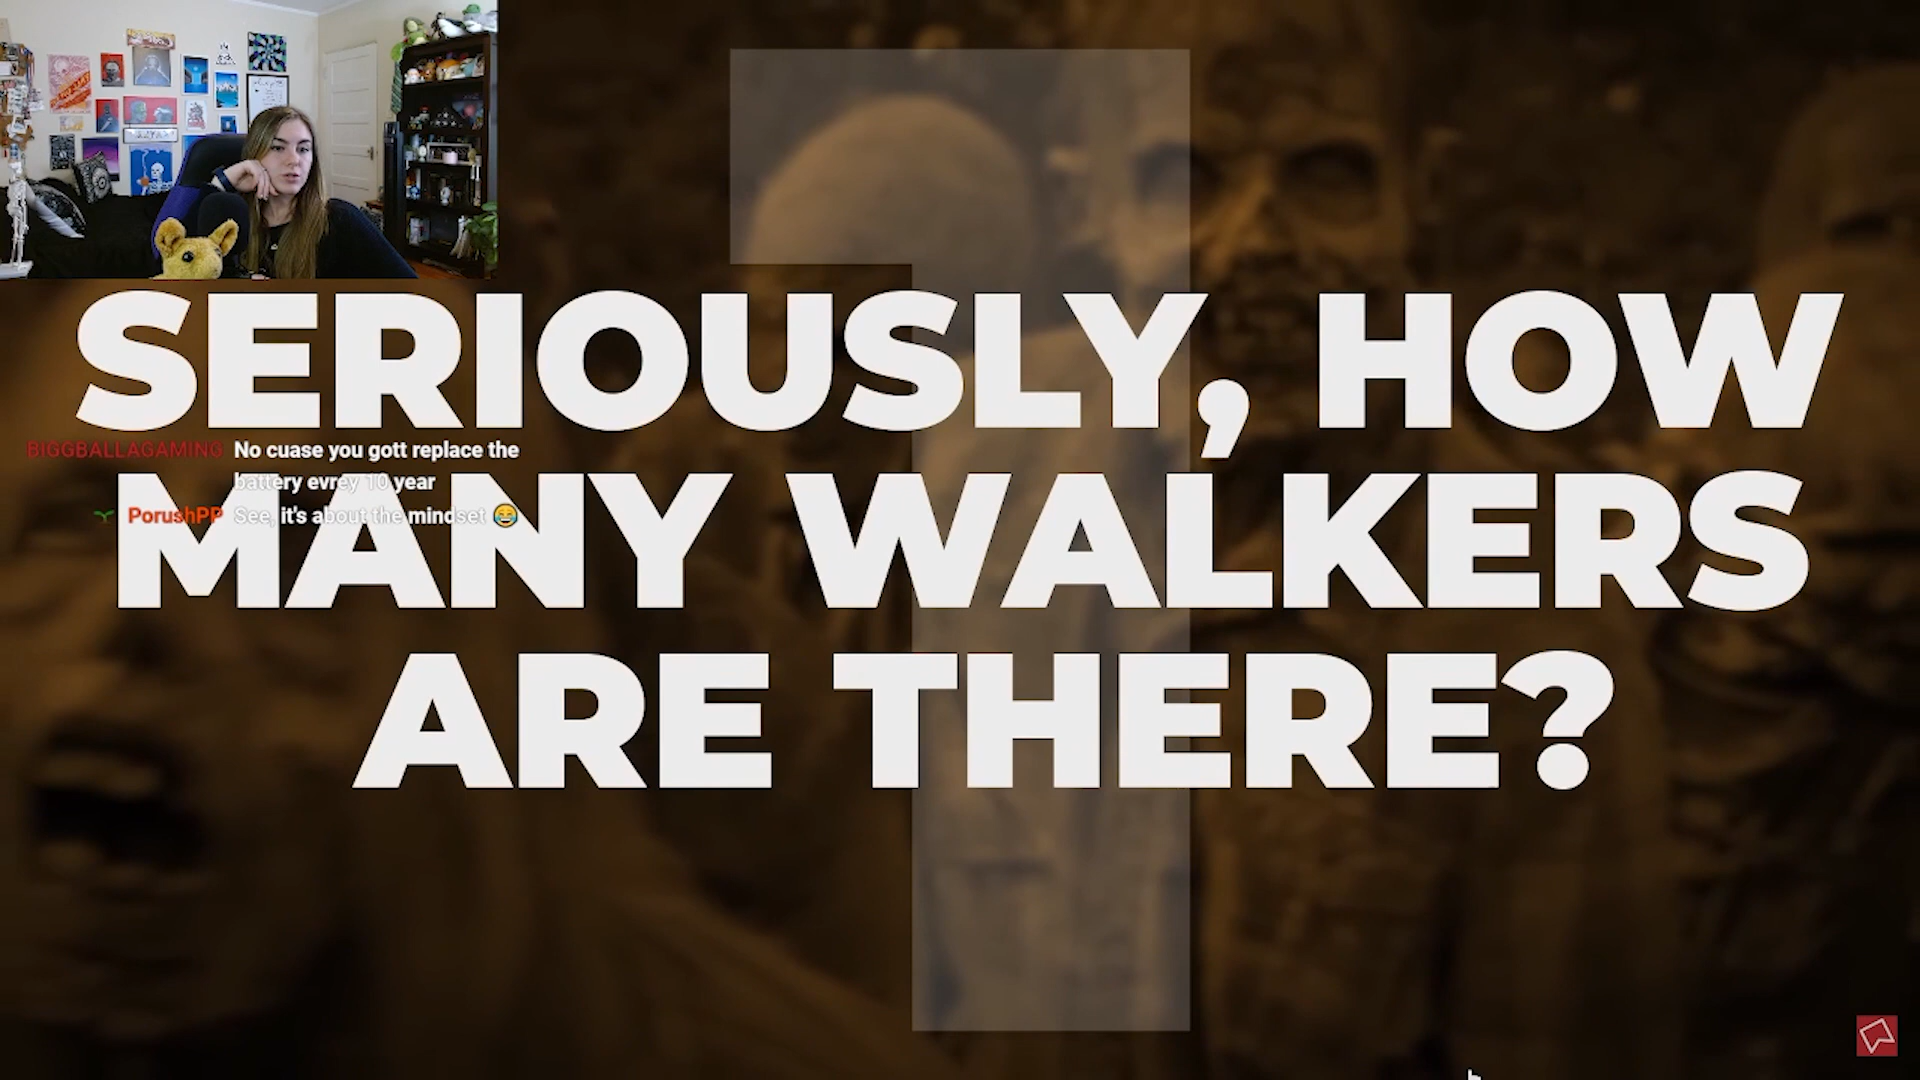 SERIOUSLY, HOW
MANY WALKERS
ARE THERE?
1
BIGGBALLAGAMING No cuase you gott replace the
battery evrey 10 year
PorushPP See, it's about the mindset 😂